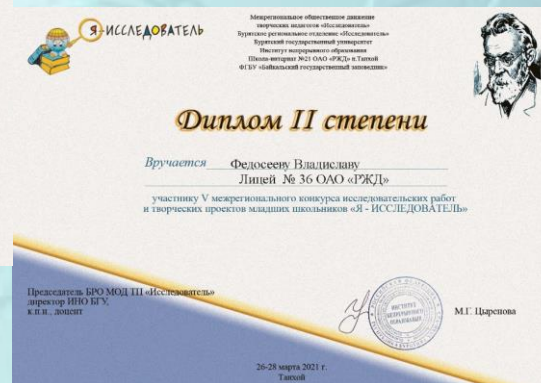 Я-ИССЛЕДОВАТЕЛЬ
Межрегиональное общественное движение
творческих педагогов «Исследователь»
Бурятское региональное отделение «Исследователь»
Бурятский государственный университет
Институт непрерывного образования
Школа-интернат №21 ОАО «РЖД» п.Танхой
ФГБУ «Байкальский государственный заповедник»
Диплом II степени
Вручается Федосееву Владиславу
Лицей № 36 ОАО «РЖД»
участнику V межрегионального конкурса исследовательских работ
и творческих проектов младших школьников «Я - ИССЛЕДОВАТЕЛЬ»
Председатель БРО МОД ТП «Исследователь»
директор ИНО БГУ,
к.п.н., доцент
ИНСТИТУТ
НЕПРЕРЫВНОГО
ОБРАЗОВАНИЯ
М.Г. Цыренова
26-28 марта 2021 г.
Танхой